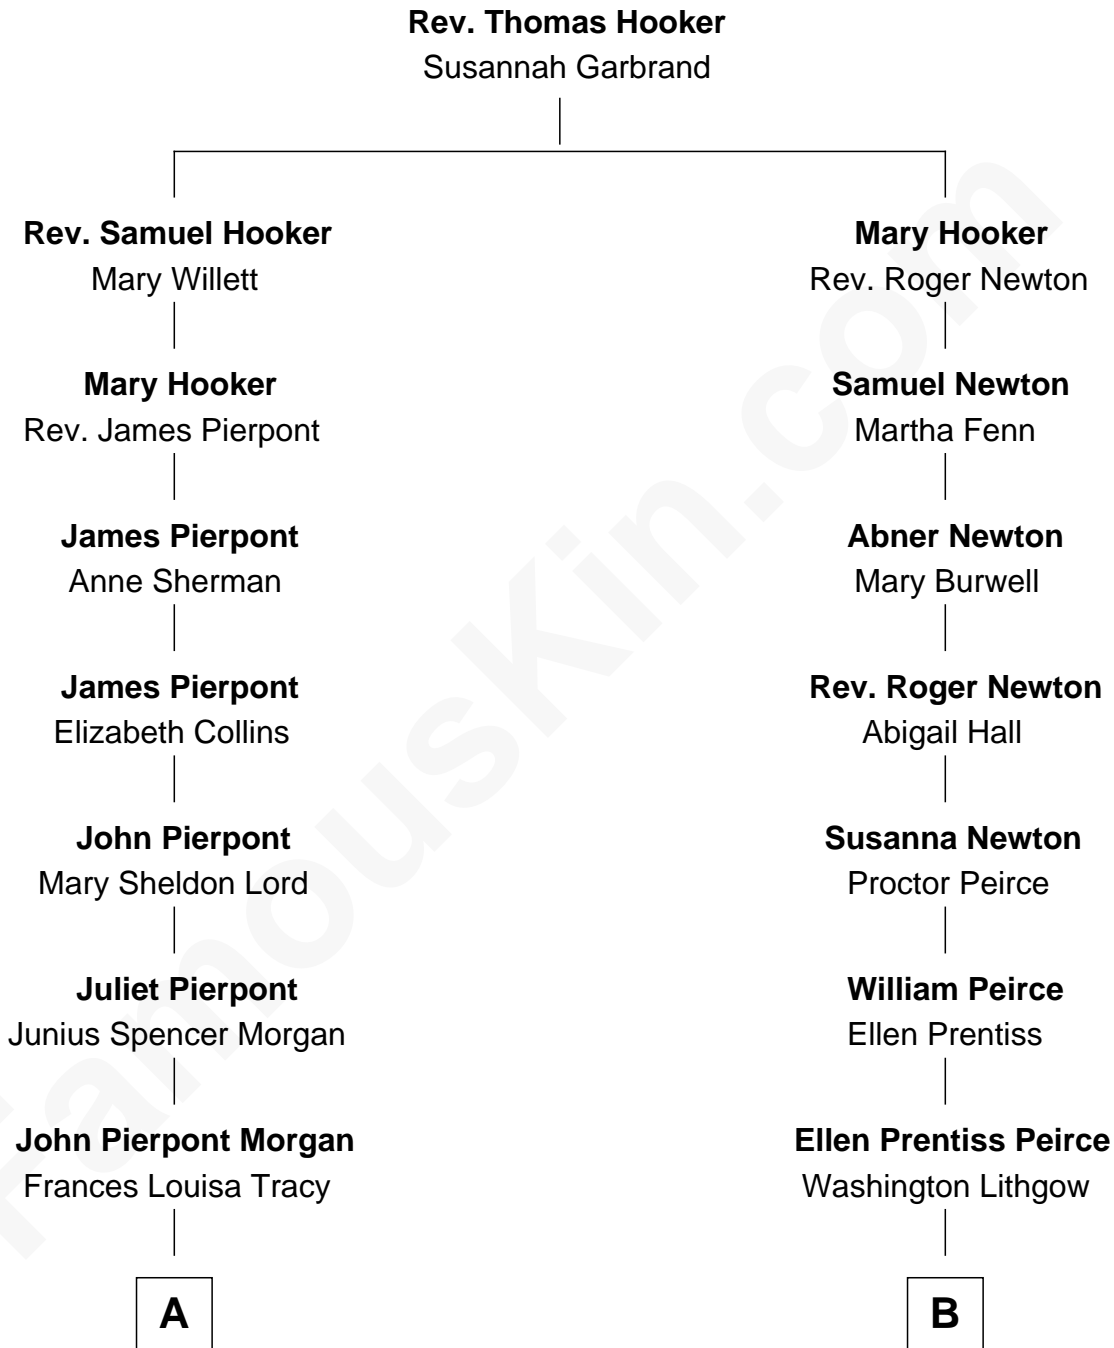 Rev. Thomas Hooker
Susannah Garbrand
Rev. Samuel Hooker
Mary Willett
Mary Hooker
Rev. James Pierpont
James Pierpont
Anne Sherman
James Pierpont
Elizabeth Collins
John Pierpont
Mary Sheldon Lord
Juliet Pierpont
Junius Spencer Morgan
John Pierpont Morgan
Frances Louisa Tracy
A
Mary Hooker
Rev. Roger Newton
Samuel Newton
Martha Fenn
Abner Newton
Mary Burwell
Rev. Roger Newton
Abigail Hall
Susanna Newton
Proctor Peirce
William Peirce
Ellen Prentiss
Ellen Prentiss Peirce
Washington Lithgow
B
FamousKin.com